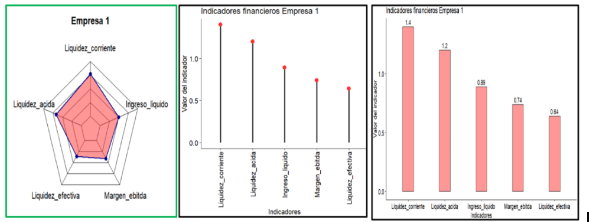 Empresa 1
Liquidez_corriente
Liquidez_acida
Ingreso_liquido
Liquidez_efectiva
Margen_ebitda
Indicadores financieros Empresa 1
Valor del indicador
1.0
0.5
0.0
Liquidez_corriente
Liquidez_acida
Ingreso_liquido
Margen_ebitda
Liquidez_efectiva
Indicadores
Indicadores financieros Empresa 1
Valor del indicador
1.0
0.5
0.0
1.4
1.2
0.89
0.74
0.64
Liquidez_corriente
Liquidez_acida
Ingreso_liquido
Margen_ebitda
Liquidez_efectiva
Indicadores